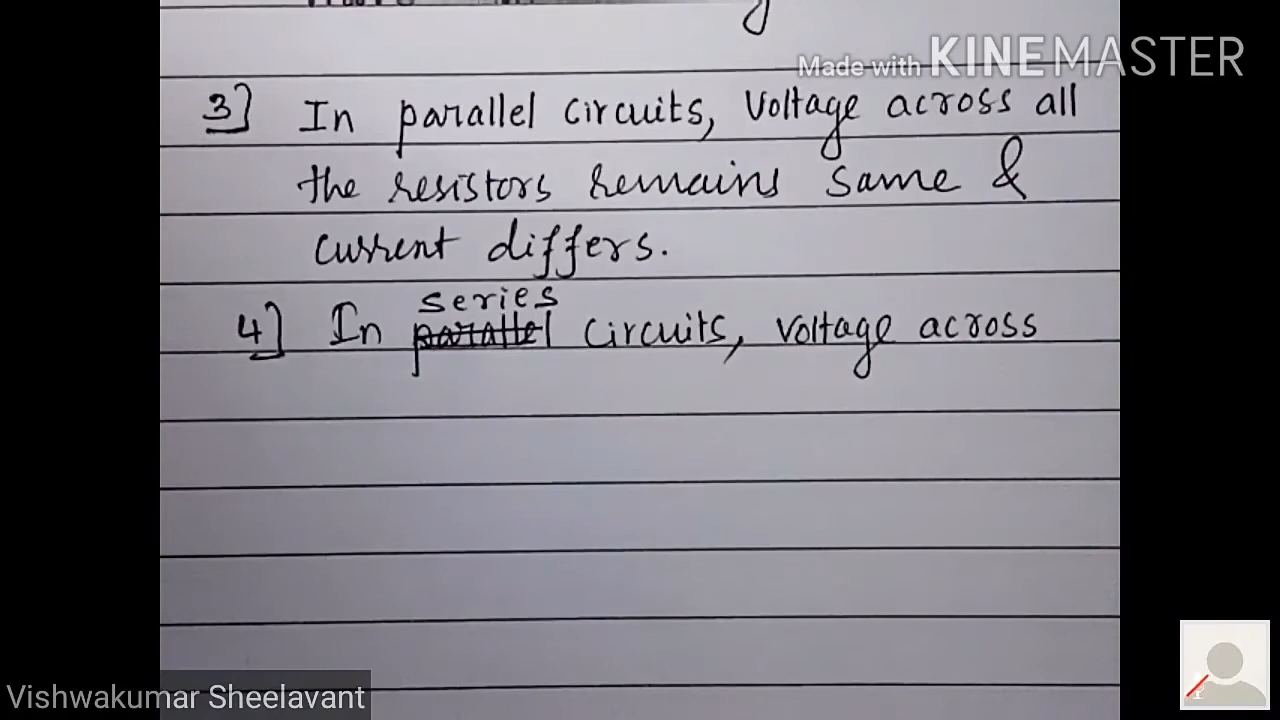 Made with KINEMASTER
3] In parallel circuits, Voltage across all
the resistors remains same &
current differs.
series
4] In parallel circuits, voltage across
Vishwakumar Sheelavant